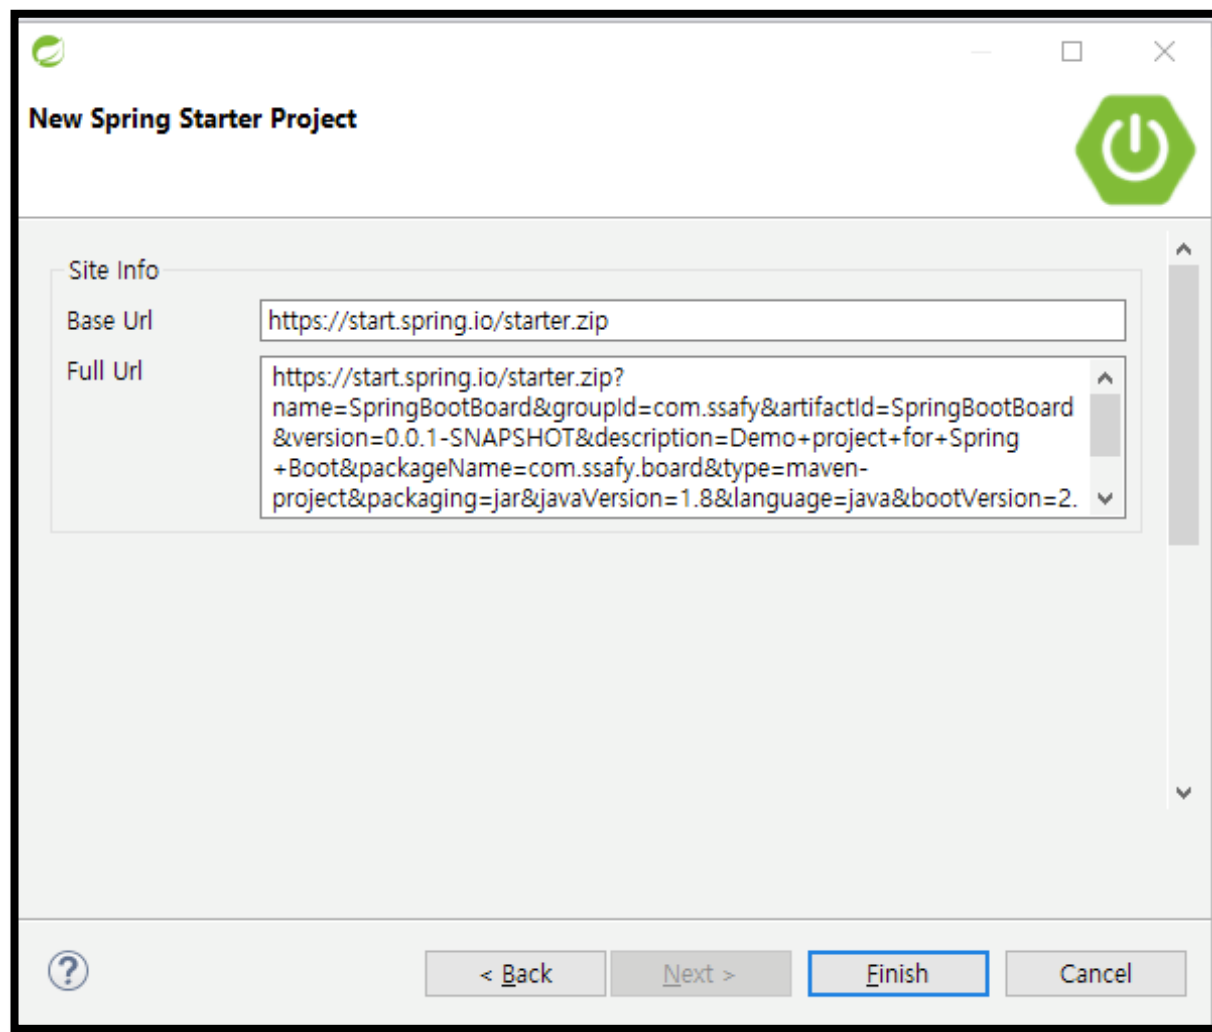 New Spring Starter Project
Site Info
Base Url
https://start.spring.io/starter.zip
Full Url
https://start.spring.io/starter.zip?
name=SpringBootBoard&groupId=com.ssafy&artifactId=SpringBootBoard
&version=0.0.1-SNAPSHOT&description=Demo+project+for+Spring
+Boot&packageName=com.ssafy.board&type=maven-
project&packaging=jar&javaVersion=1.8&language=java&bootVersion=2.
?
< Back
Next >
Finish
Cancel